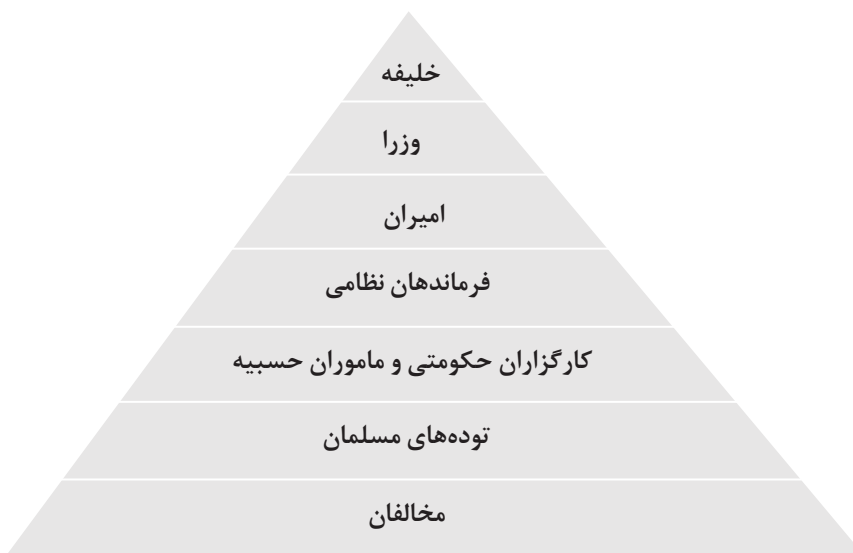 خلیفه
وزرا
امیران
فرماندهان نظامی
کارگزاران حکومتی و ماموران حسبیه
توده‌های مسلمان
مخالفان